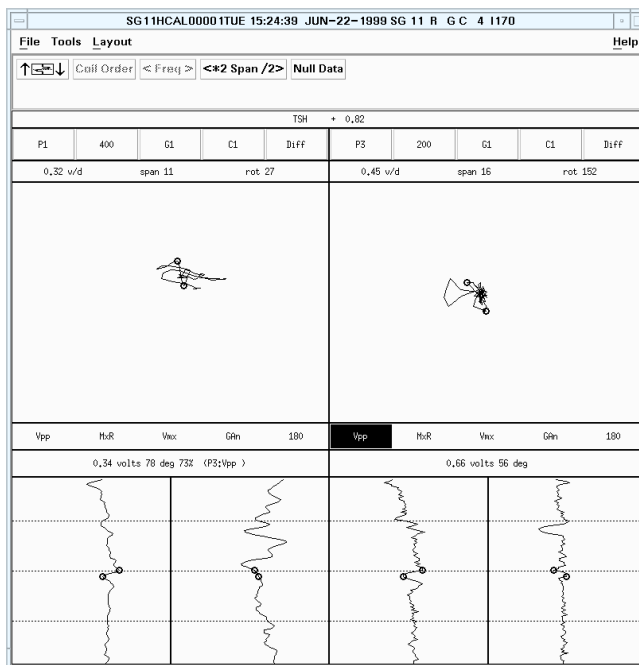 SG11HCAL00001TUE 15:24:39 JUN-22-1999 SG 11 R G C 4 I170
File Tools Layout Help
Coil Order < Freq > <*2 Span /2> Null Data
TSH + 0.82
P1 400 G1 C1 Diff P3 200 G1 C1 Diff
0.32 v/d span 11 rot 27 0.45 v/d span 16 rot 152
Vpp MxR Vmx GAn 180 Vpp MxR Vmx GAn 180
0.34 volts 78 deg 73% (P3:Vpp ) 0.66 volts 56 deg